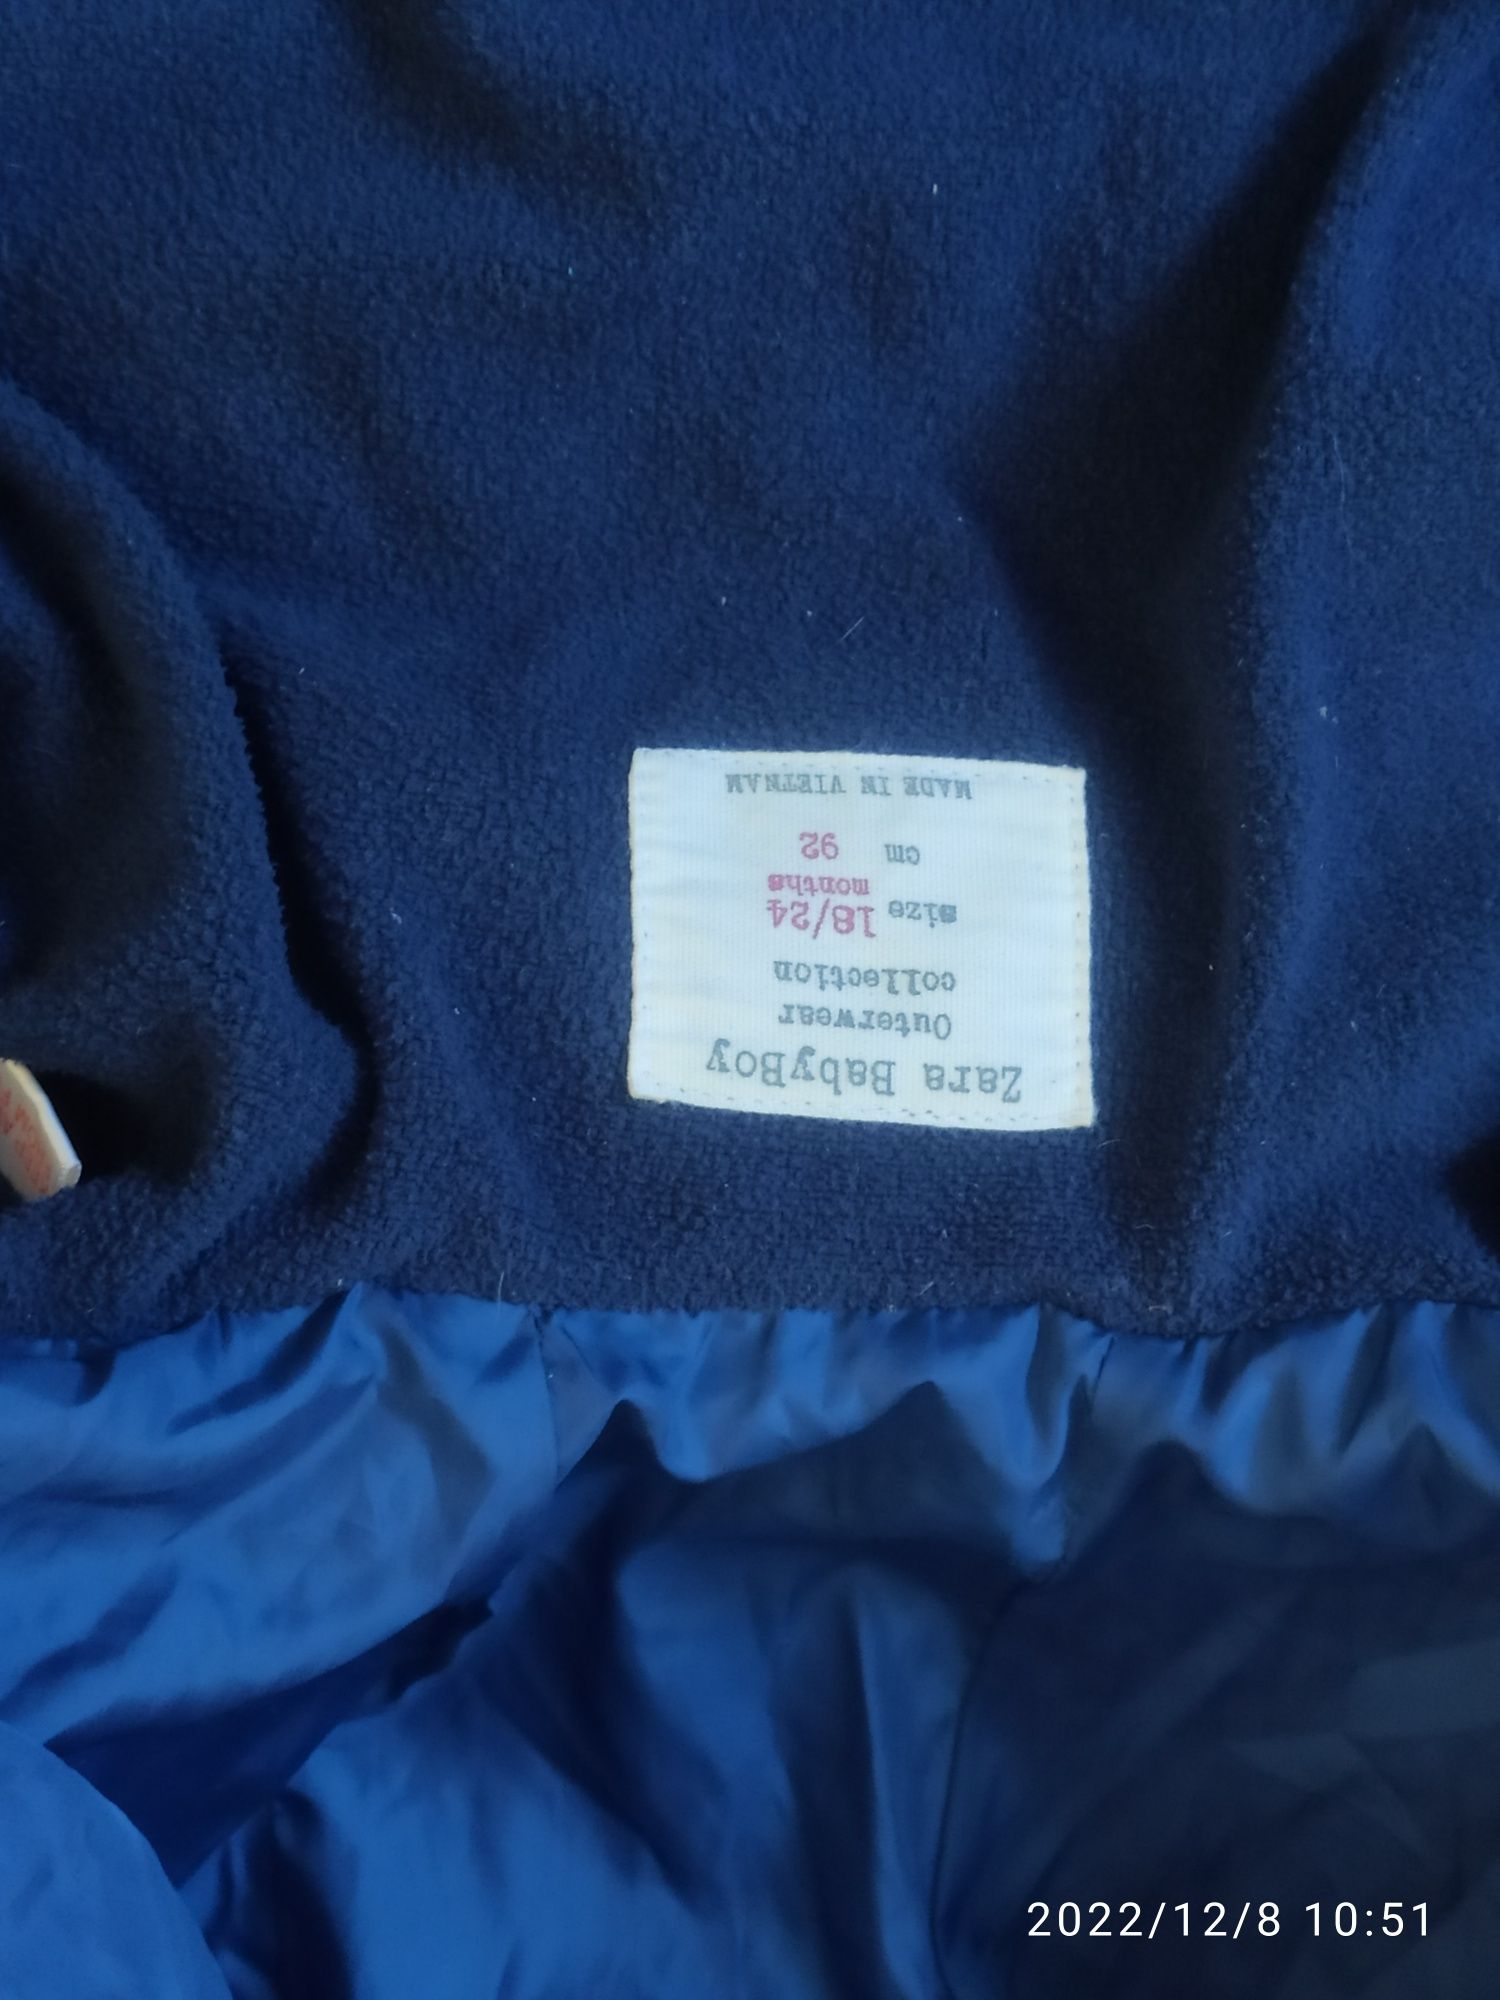 Zara BabyBoy
Outerwear
collection
size 18/24
months
cm 92
MADE IN VIETNAM
2022/12/8 10:51